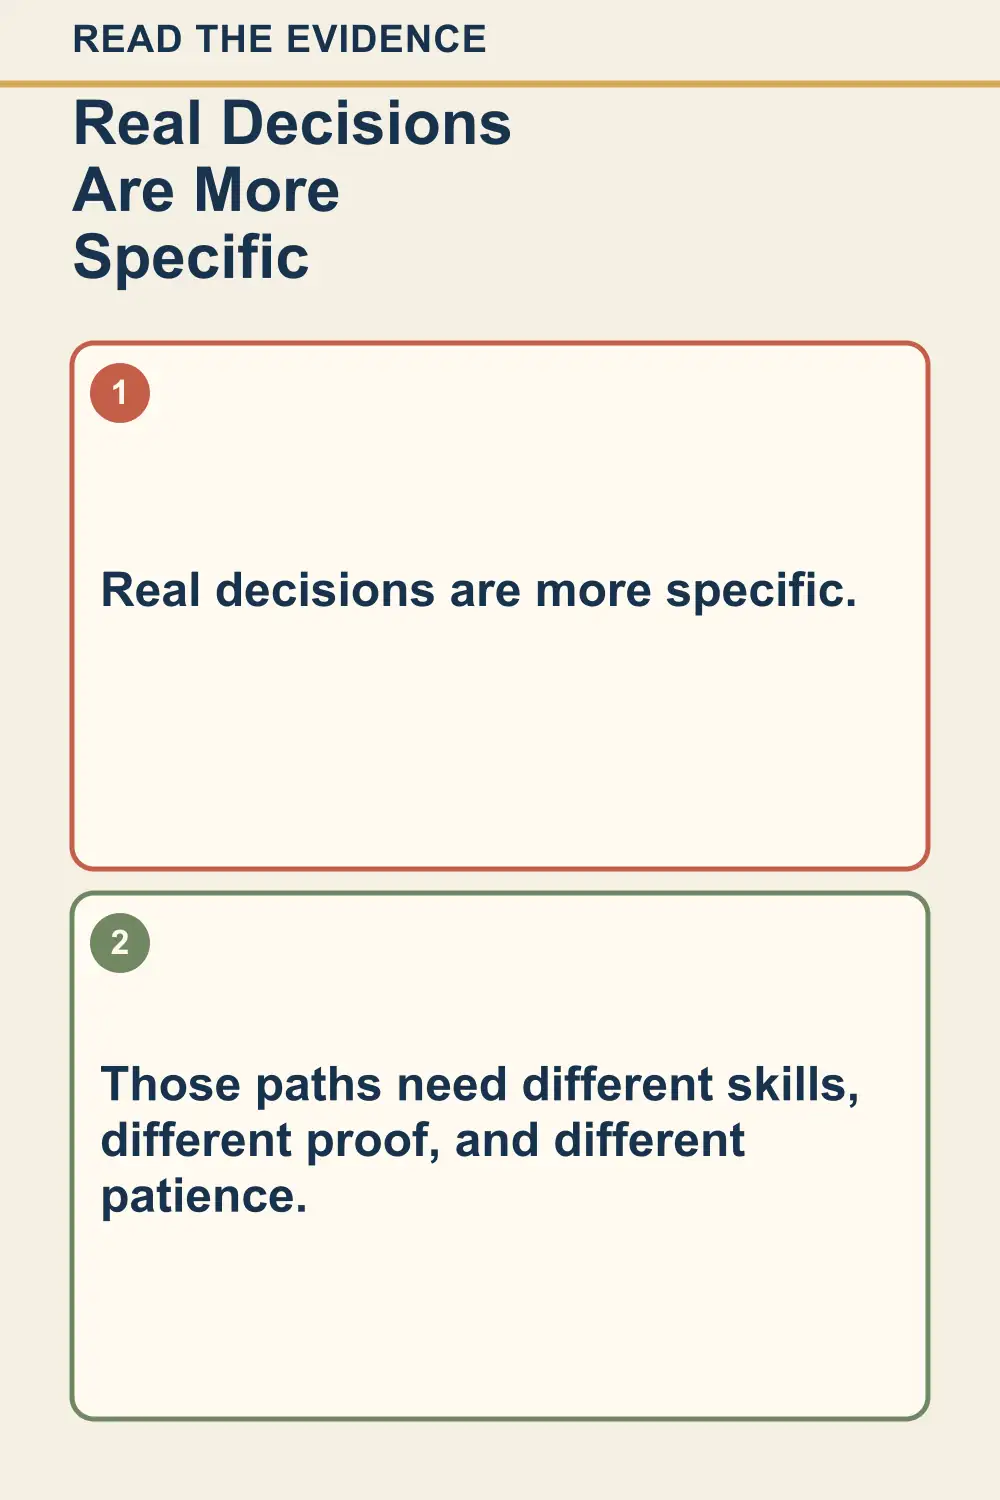 READ THE EVIDENCE
Real Decisions
Are More
Specific
1
Real decisions are more specific.
2
Those paths need different skills,
different proof, and different
patience.